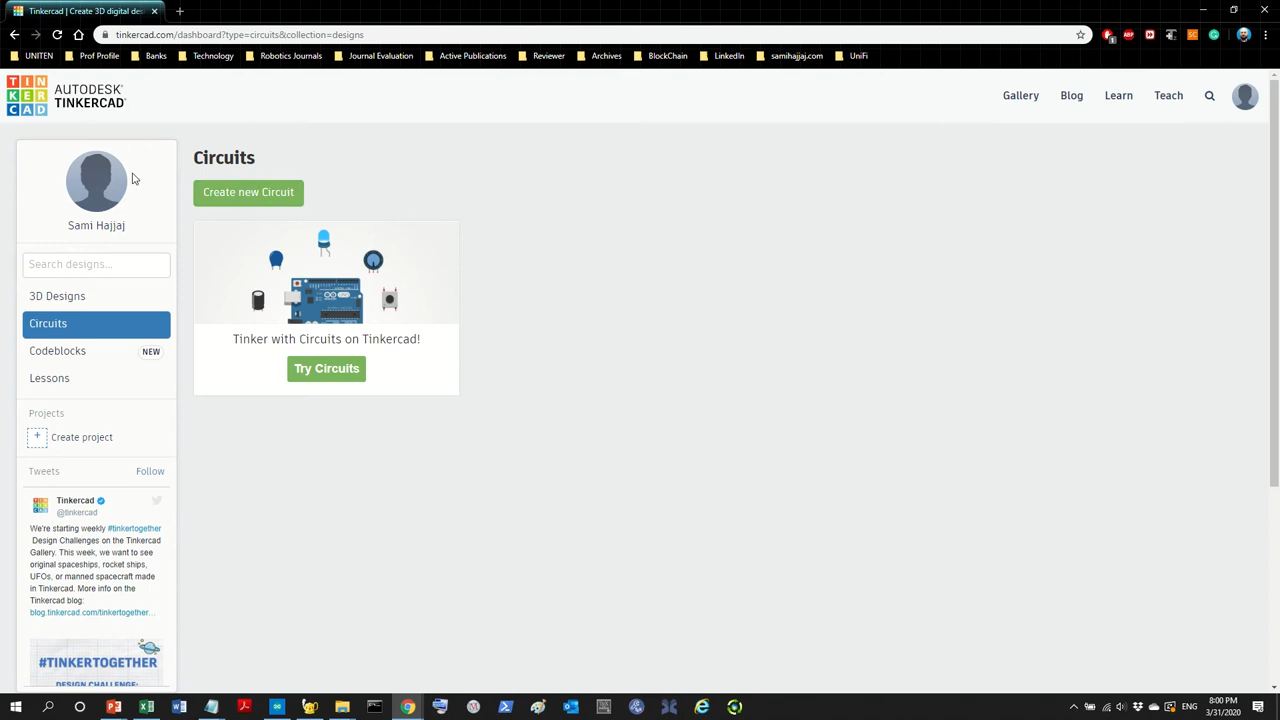 Tinkercad | Create 3D digital des
tinkercad.com/dashboard?type=circuits&collection=designs
UNITEN Prof Profile Banks Technology Robotics Journals Journal Evaluation Active Publications Reviewer Archives BlockChain LinkedIn samihajjaj.com UniFi
TIN
KER
CAD
AUTODESK®
TINKERCAD™
Gallery Blog Learn Teach
Sami Hajjaj
Search designs...
3D Designs
Circuits
Codeblocks NEW
Lessons
Projects
+ Create project
Tweets Follow
Tinkercad
@tinkercad
We're starting weekly #tinkertogether
Design Challenges on the Tinkercad
Gallery. This week, we want to see
original spaceships, rocket ships,
UFOs, or manned spacecraft made
in Tinkercad. More info on the
Tinkercad blog:
blog.tinkercad.com/tinkertogether…
#TINKERTOGETHER
DESIGN CHALLENGE:
Circuits
Create new Circuit
Tinker with Circuits on Tinkercad!
Try Circuits
ENG
8:00 PM
3/31/2020